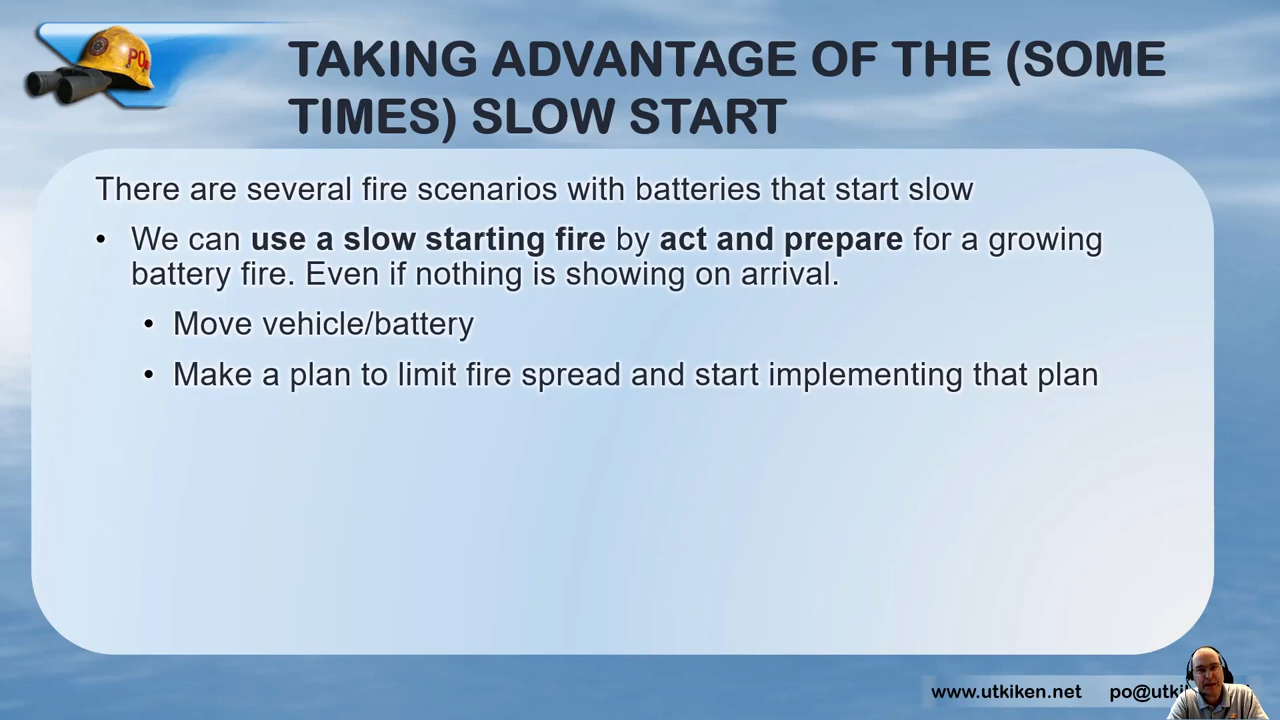 TAKING ADVANTAGE OF THE (SOME
TIMES) SLOW START
There are several fire scenarios with batteries that start slow
• We can use a slow starting fire by act and prepare for a growing
battery fire. Even if nothing is showing on arrival.
• Move vehicle/battery
• Make a plan to limit fire spread and start implementing that plan
www.utkiken.net po@utki